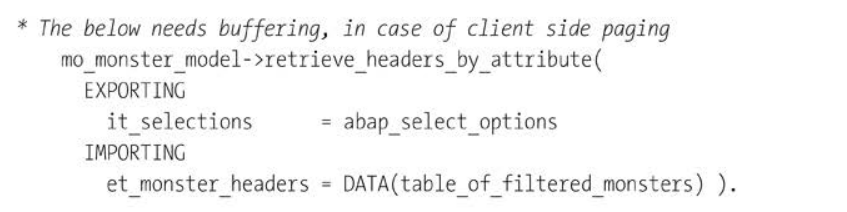 * The below needs buffering, in case of client side paging
mo_monster_model->retrieve_headers_by_attribute(
EXPORTING
it_selections = abap_select_options
IMPORTING
et_monster_headers = DATA(table_of_filtered_monsters) ).